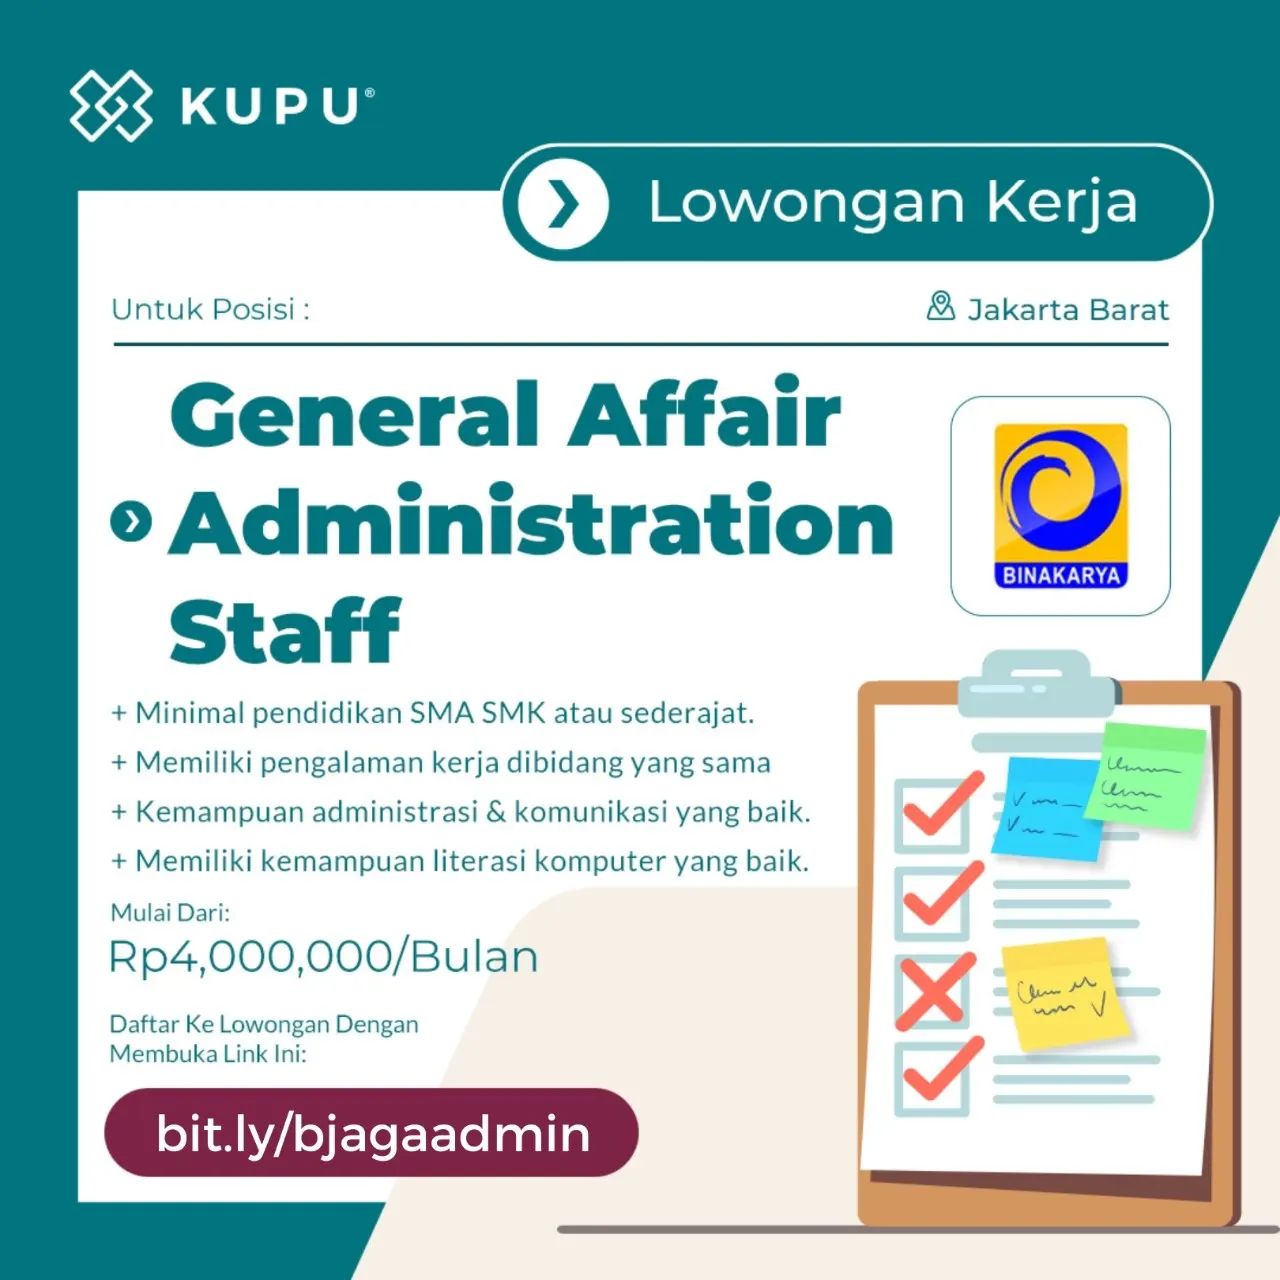 KUPU®
Lowongan Kerja
Untuk Posisi :
Jakarta Barat
General Affair
Administration
Staff
BINAKARYA
+ Minimal pendidikan SMA SMK atau sederajat.
+ Memiliki pengalaman kerja dibidang yang sama
+ Kemampuan administrasi & komunikasi yang baik.
+ Memiliki kemampuan literasi komputer yang baik.
Mulai Dari:
Rp4,000,000/Bulan
Daftar Ke Lowongan Dengan
Membuka Link Ini:
bit.ly/bjagaadmin